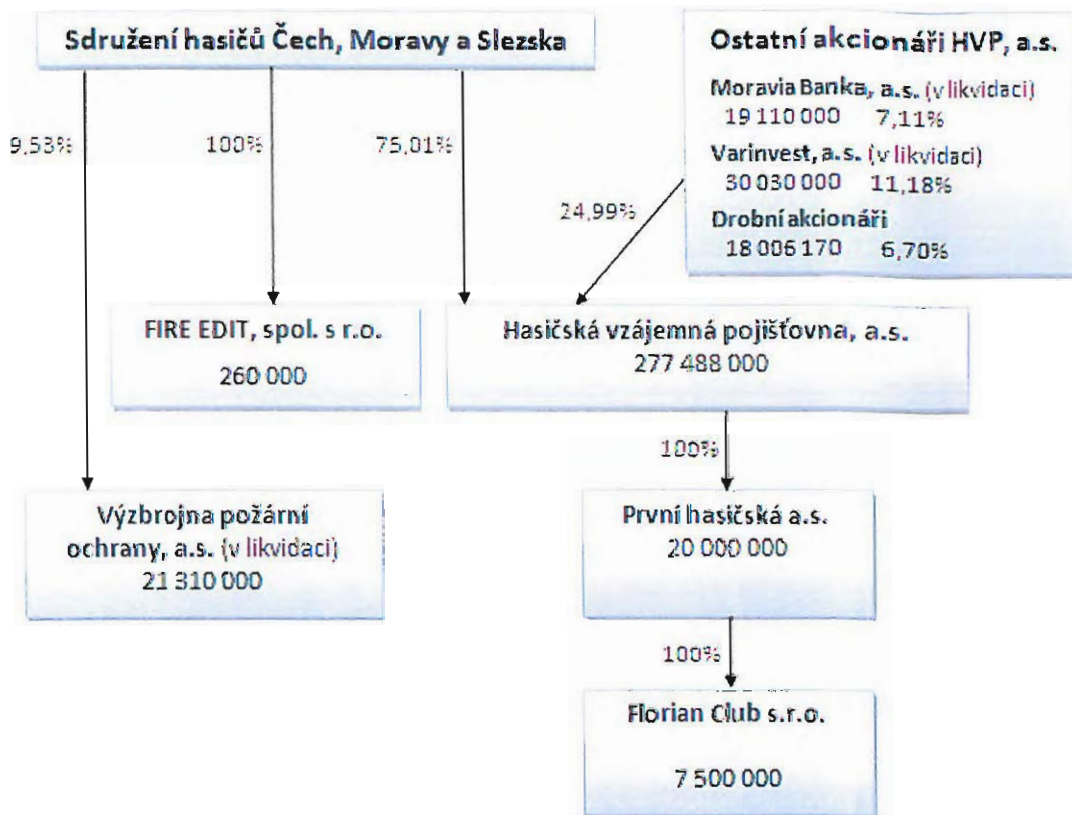 Sdružení hasičů Čech, Moravy a Slezska
Ostatní akcionáři HVP, a.s.
Moravia Banka, a.s. (v likvidaci)
19 110 000 7,11%
Varinvest, a.s. (v likvidaci)
30 030 000 11,18%
Drobní akcionáři
18 006 170 6,70%
9,53%
100%
75,01%
24,99%
FIRE EDIT, spol. s r.o.
260 000
Hasičská vzájemná pojišťovna, a.s.
277 488 000
100%
Výzbrojna požární
ochrany, a.s. (v likvidaci)
21 310 000
První hasičská a.s.
20 000 000
100%
Florian Club s.r.o.
7 500 000